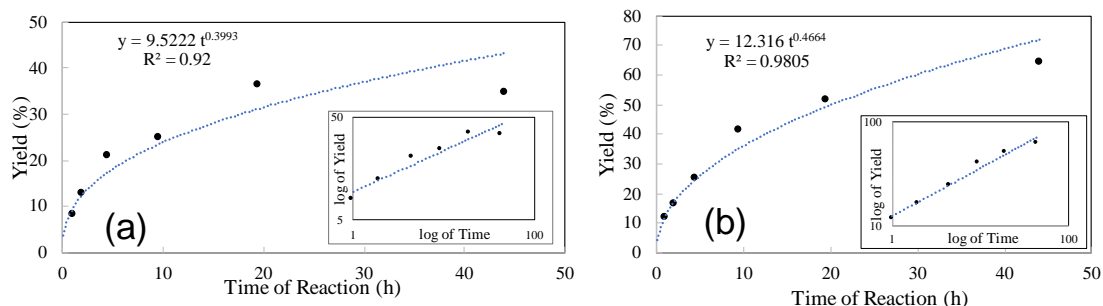 50
40
30
20
10
0
Yield (%)
y = 9.5222 t^0.3993
R² = 0.92
(a)
50
5
log of Yield
1
100
log of Time
0
10
20
30
40
50
Time of Reaction (h)
80
70
60
50
40
30
20
10
0
Yield (%)
y = 12.316 t^0.4664
R² = 0.9805
(b)
100
10
log of Yield
1
100
log of Time
0
10
20
30
40
50
Time of Reaction (h)